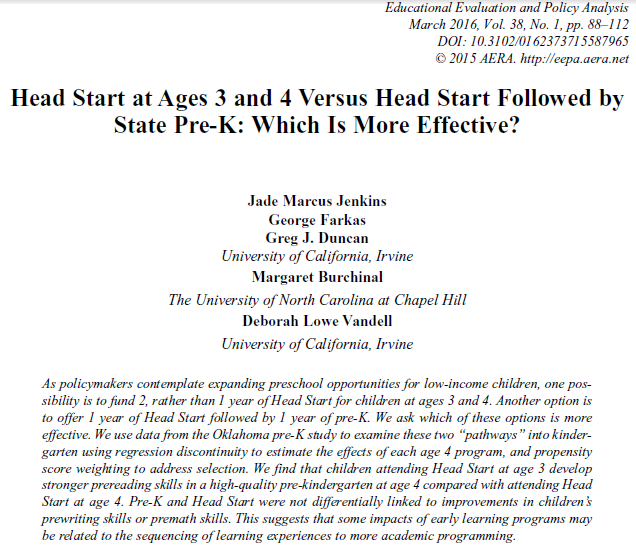 Educational Evaluation and Policy Analysis
March 2016, Vol. 38, No. 1, pp. 88–112
DOI: 10.3102/0162373715587965
© 2015 AERA. http://eepa.aera.net
Head Start at Ages 3 and 4 Versus Head Start Followed by
State Pre-K: Which Is More Effective?
Jade Marcus Jenkins
George Farkas
Greg J. Duncan
University of California, Irvine
Margaret Burchinal
The University of North Carolina at Chapel Hill
Deborah Lowe Vandell
University of California, Irvine
As policymakers contemplate expanding preschool opportunities for low-income children, one pos-
sibility is to fund 2, rather than 1 year of Head Start for children at ages 3 and 4. Another option is
to offer 1 year of Head Start followed by 1 year of pre-K. We ask which of these options is more
effective. We use data from the Oklahoma pre-K study to examine these two “pathways” into kinder-
garten using regression discontinuity to estimate the effects of each age 4 program, and propensity
score weighting to address selection. We find that children attending Head Start at age 3 develop
stronger prereading skills in a high-quality pre-kindergarten at age 4 compared with attending Head
Start at age 4. Pre-K and Head Start were not differentially linked to improvements in children’s
prewriting skills or premath skills. This suggests that some impacts of early learning programs may
be related to the sequencing of learning experiences to more academic programming.